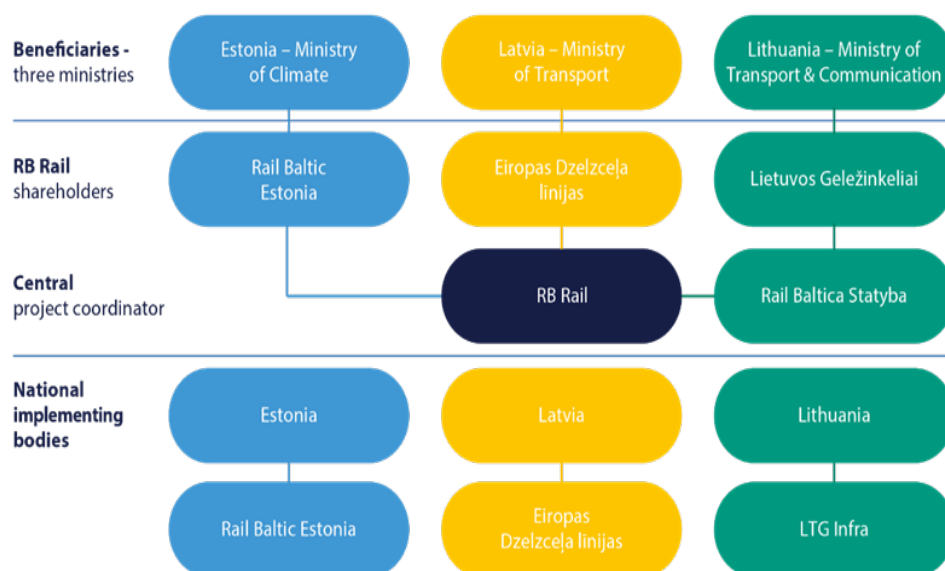 Beneficiaries -
three ministries
Estonia – Ministry
of Climate
Latvia – Ministry
of Transport
Lithuania – Ministry of
Transport & Communication
RB Rail
shareholders
Rail Baltic
Estonia
Eiropas Dzelzceļa
līnijas
Lietuvos Geležinkeliai
Central
project coordinator
RB Rail
Rail Baltica Statyba
National
implementing
bodies
Estonia
Latvia
Lithuania
Rail Baltic Estonia
Eiropas
Dzelzceļa līnijas
LTG Infra